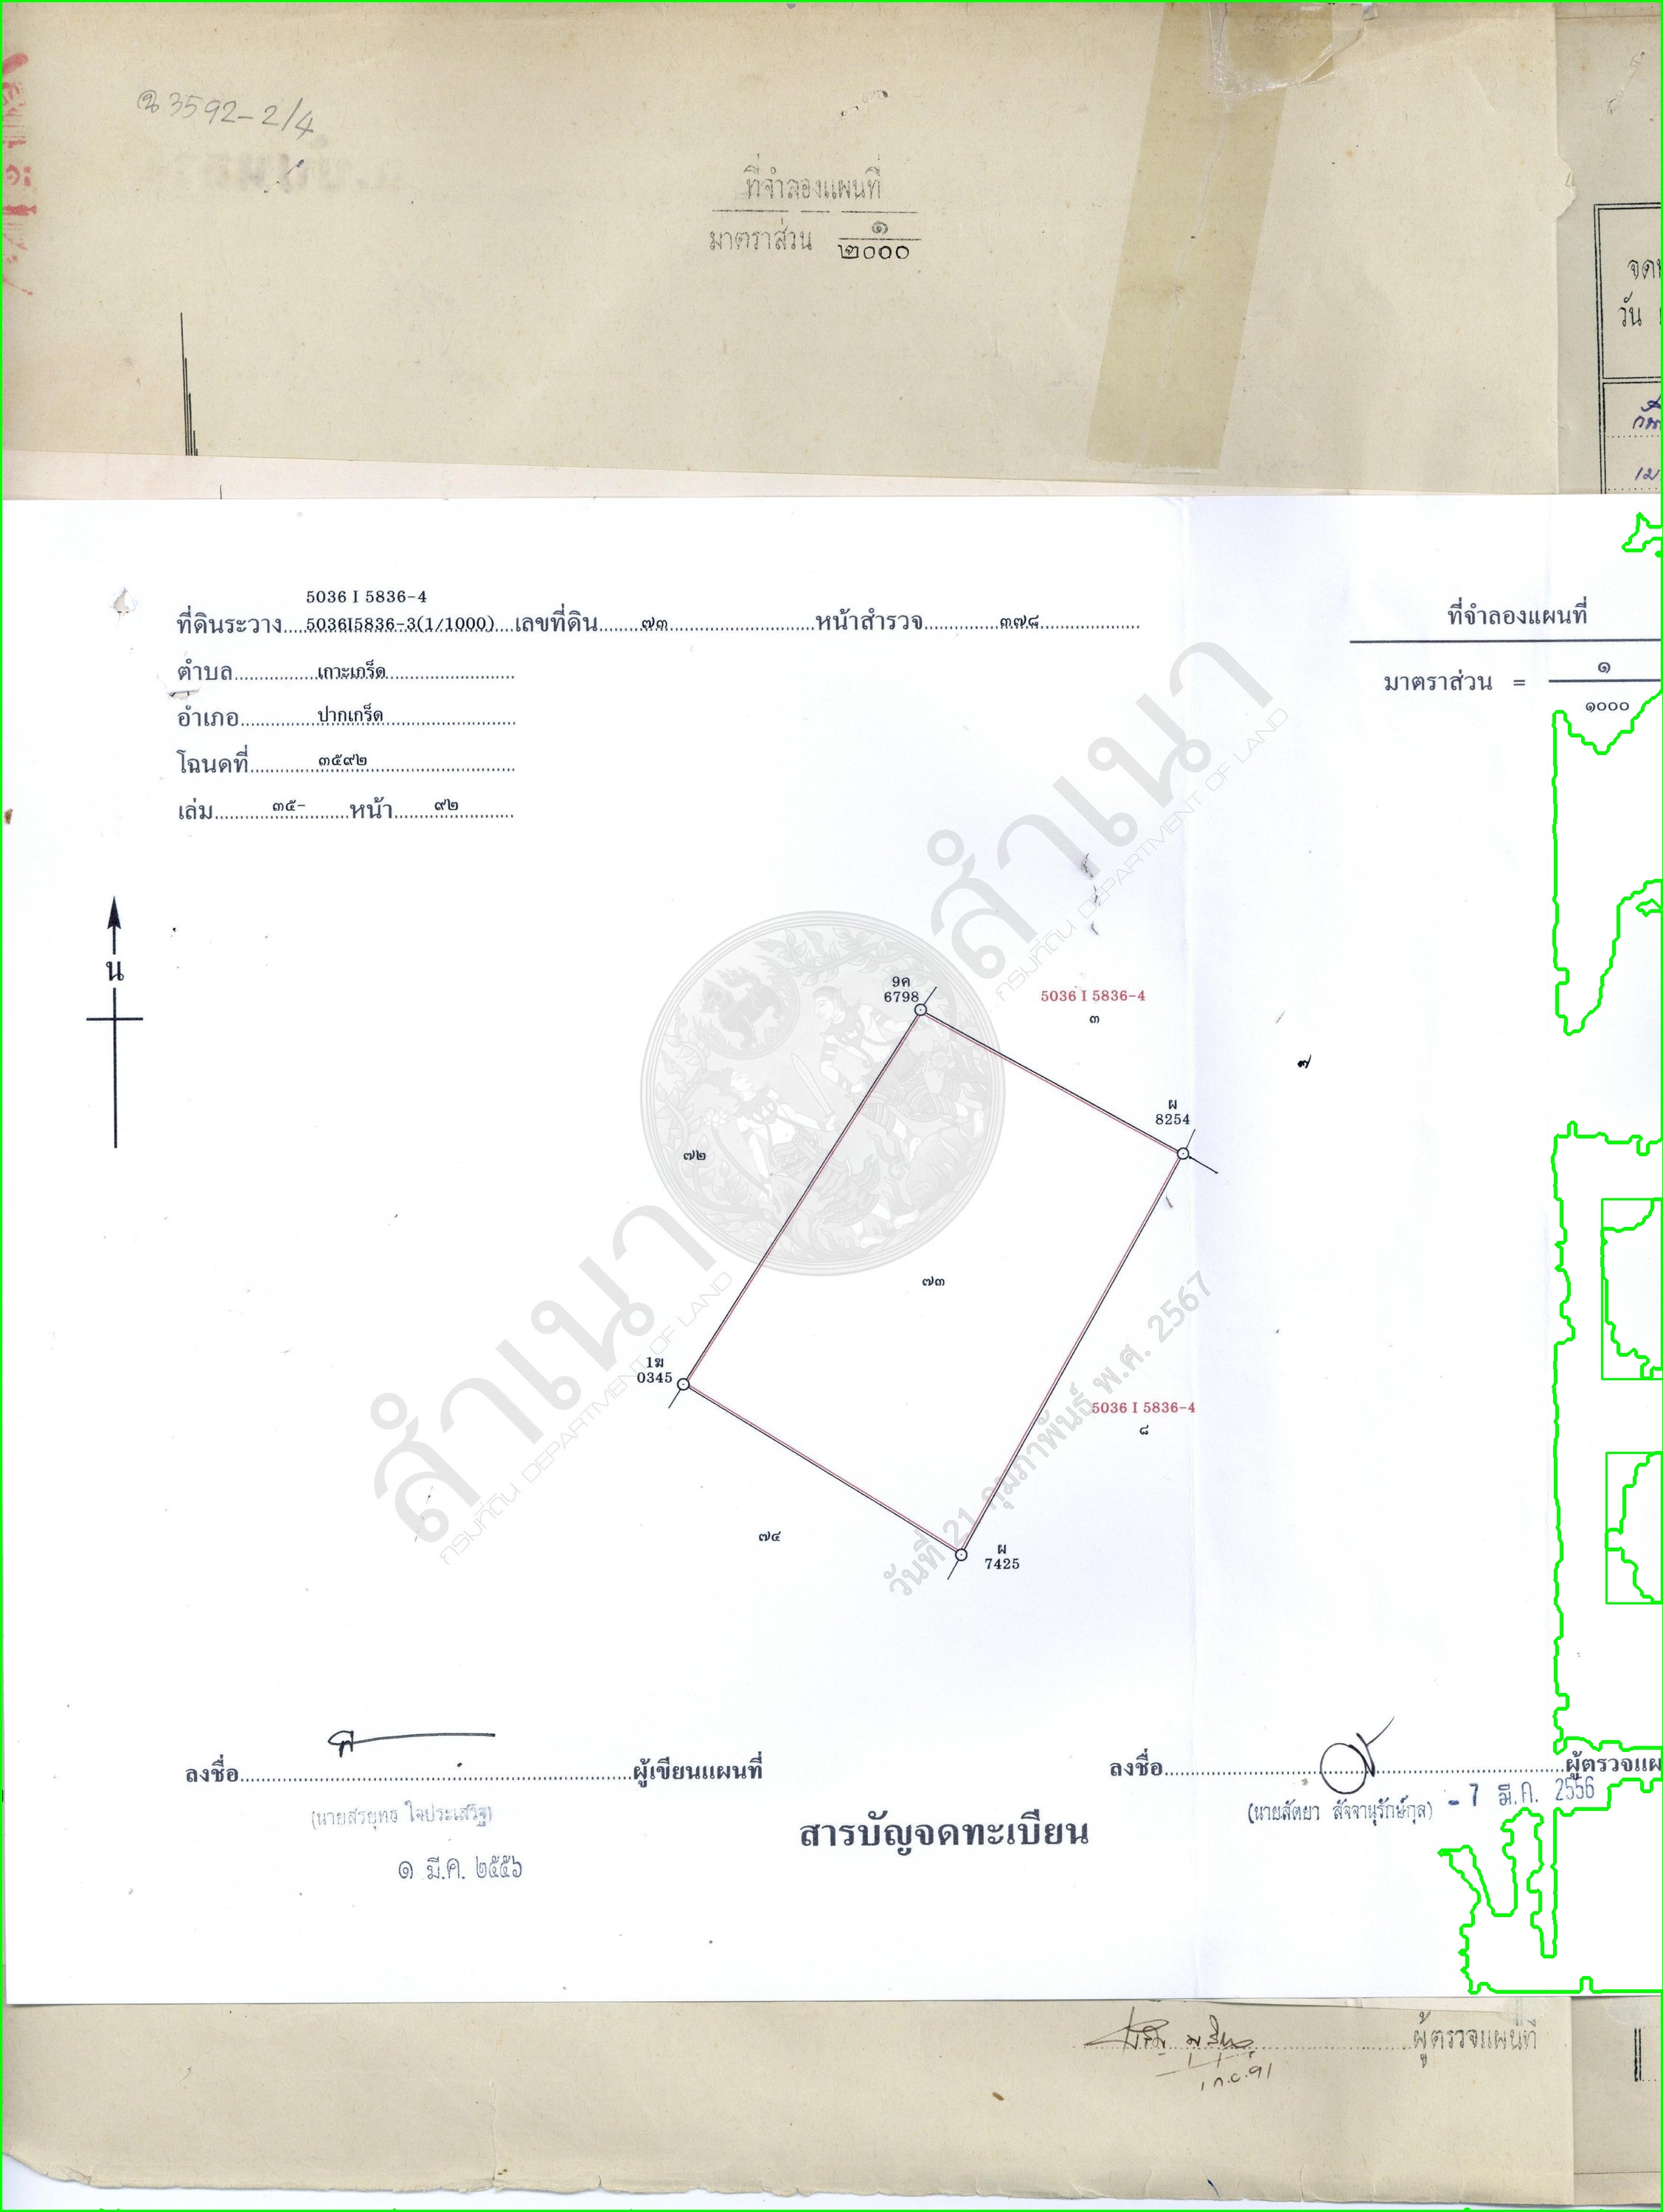 ฉ 3592-2/4
ที่จำลองแผนที่
มาตราส่วน ๑
๒๐๐๐
วัน
5036 I 5836-4
ที่ดินระวาง....5036I5836-3(1/1000)....เลขที่ดิน........๗๓........หน้าสำรวจ........๓๗๘........
ที่จำลองแผนที่
มาตราส่วน = ๑
๑๐๐๐
ตำบล........เกาะเกร็ด........
อำเภอ........ปากเกร็ด........
โฉนดที่........๓๕๙๒........
เล่ม........๓๕-........หน้า........๙๒........
น
9ค
6798
5036 I 5836-4
๓
๗
ผ
8254
๗๒
๗๓
1ฆ
0345
5036 I 5836-4
๘
๗๔
ผ
7425
สำเนา
กรมที่ดิน DEPARTMENT OF LAND
สำเนา
กรมที่ดิน DEPARTMENT OF LAND
วันที่ 21 กุมภาพันธ์ พ.ศ. 2567
ลงชื่อ........ผู้เขียนแผนที่
ลงชื่อ........ผู้ตรวจแผ
(นายสรยุทธ ใจประเสริฐ)
(นายสัตยา สัจจานุรักษ์กุล) - 7 มี.ค. 2556
๑ มี.ค. ๒๕๕๖
สารบัญจดทะเบียน
ผู้ตรวจแผนที่